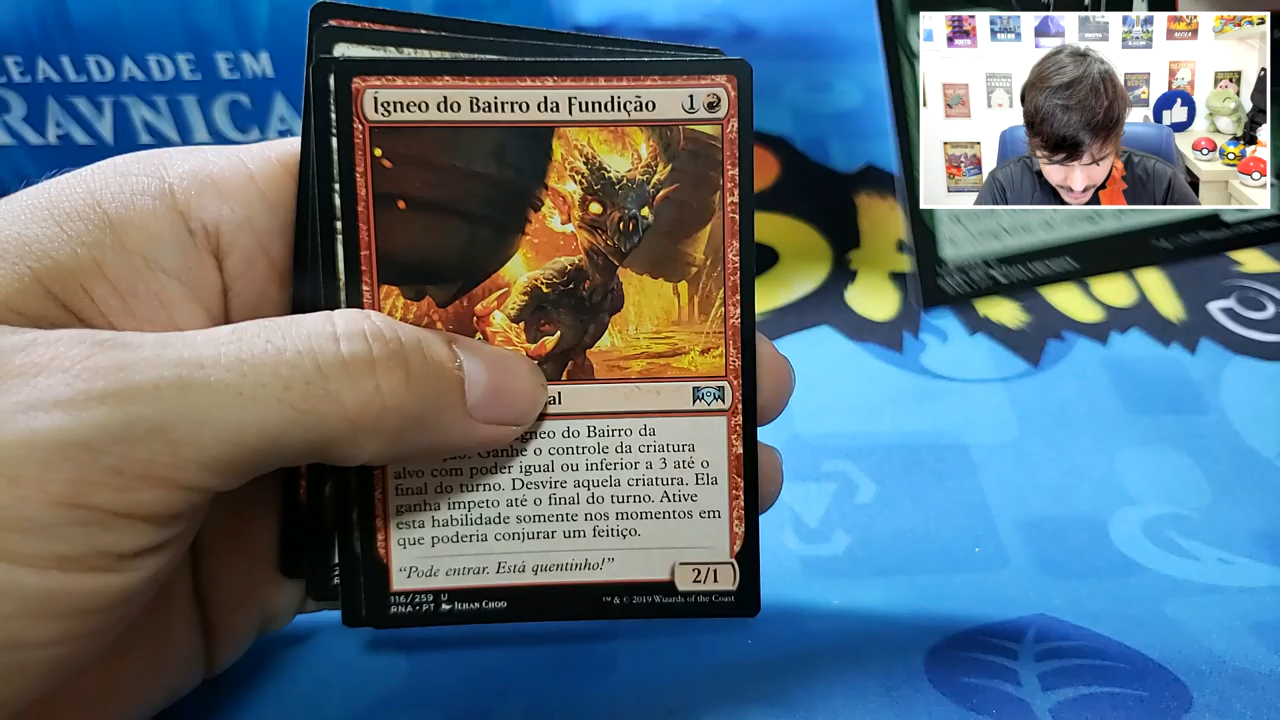 LEALDADE EM
RAVNICA
Ígneo do Bairro da Fundição 1
al
Ígneo do Bairro da
Ganhe o controle da criatura
alvo com poder igual ou inferior a 3 até o
final do turno. Desvire aquela criatura. Ela
ganha ímpeto até o final do turno. Ative
esta habilidade somente nos momentos em
que poderia conjurar um feitiço.
“Pode entrar. Está quentinho!”
2/1
116/259 U
RNA • PT ILHAN CHOO
™ & © 2019 Wizards of the Coast